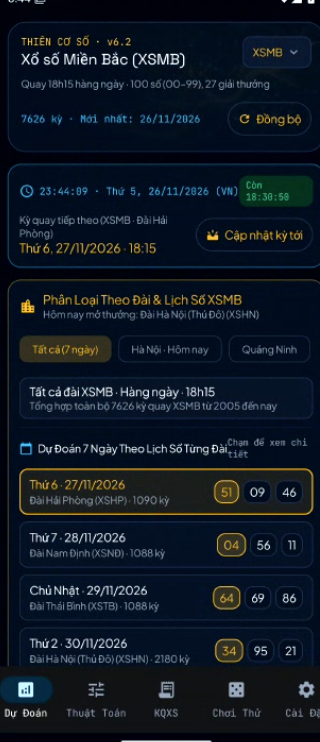 THIÊN CƠ SỐ · v6.2
Xổ số Miền Bắc (XSMB)
XSMB
Quay 18h15 hàng ngày · 100 số (00–99), 27 giải thưởng
7626 kỳ · Mới nhất: 26/11/2026
Đồng bộ
23:44:09 · Thứ 5, 26/11/2026 (VN)
Còn
18:30:50
Kỳ quay tiếp theo (XSMB · Đài Hải
Phòng)
Thứ 6, 27/11/2026 · 18:15
Cập nhật kỳ tới
Phân Loại Theo Đài & Lịch Số XSMB
Hôm nay mở thưởng: Đài Hà Nội (Thủ Đô) (XSHN)
Tất cả (7 ngày)
Hà Nội · Hôm nay
Quảng Ninh
Tất cả đài XSMB · Hàng ngày · 18h15
Tổng hợp toàn bộ 7626 kỳ quay XSMB từ 2005 đến nay
Dự Đoán 7 Ngày Theo Lịch Số Từng Đài
Chạm để xem chi
tiết
Thứ 6 · 27/11/2026
Đài Hải Phòng (XSHP) · 1090 kỳ
51 09 46
Thứ 7 · 28/11/2026
Đài Nam Định (XSNĐ) · 1088 kỳ
04 56 11
Chủ Nhật · 29/11/2026
Đài Thái Bình (XSTB) · 1088 kỳ
64 69 86
Thứ 2 · 30/11/2026
Đài Hà Nội (Thủ Đô) (XSHN) · 2180 kỳ
34 95 21
Dự Đoán
Thuật Toán
KQXS
Chơi Thử
Cài Đặ